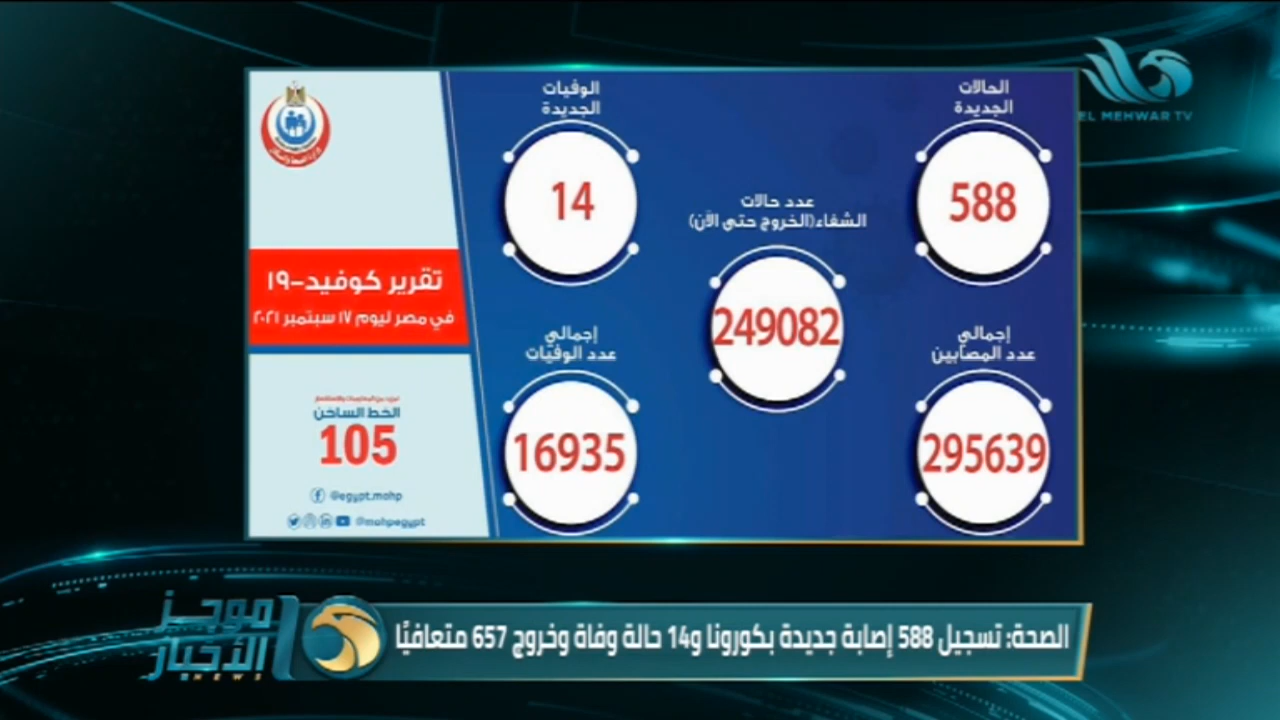 EL MEHWAR TV
الحالات
الجديدة
588
الوفيات
الجديدة
14
عدد حالات
الشفاء(الخروج حتى الآن)
249082
إجمالي
عدد المصابين
295639
إجمالي
عدد الوفيات
16935
تقرير كوفيد-١٩
في مصر ليوم ١٧ سبتمبر ٢٠٢١
الخط الساخن
105
@egypt.mohp
@mohpegypt
الصحة: تسجيل 588 إصابة جديدة بكورونا و14 حالة وفاة وخروج 657 متعافيًا
موجز
الأخبار
NEWS